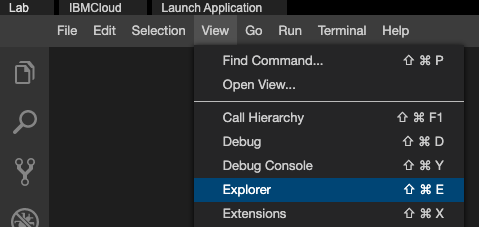 Lab IBMCloud Launch Application
File Edit Selection View Go Run Terminal Help
Find Command... ⇧ ⌘ P
Open View...
Call Hierarchy ⇧ ⌘ F1
Debug ⇧ ⌘ D
Debug Console ⇧ ⌘ Y
Explorer ⇧ ⌘ E
Extensions ⇧ ⌘ X